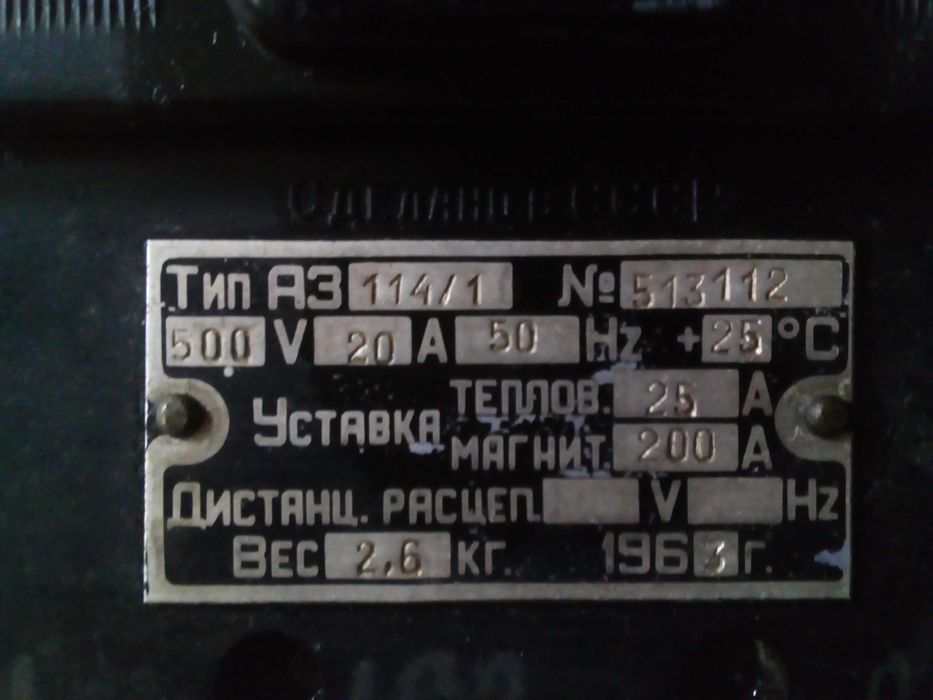 Сделано в СССР
Тип А3 114/1 № 513112
500 V 20 А 50 Hz +25 °C
Уставка теплов. 25 А
магнит. 200 А
Дистанц. расцеп. V Hz
Вес 2,6 кг. 1963 г.